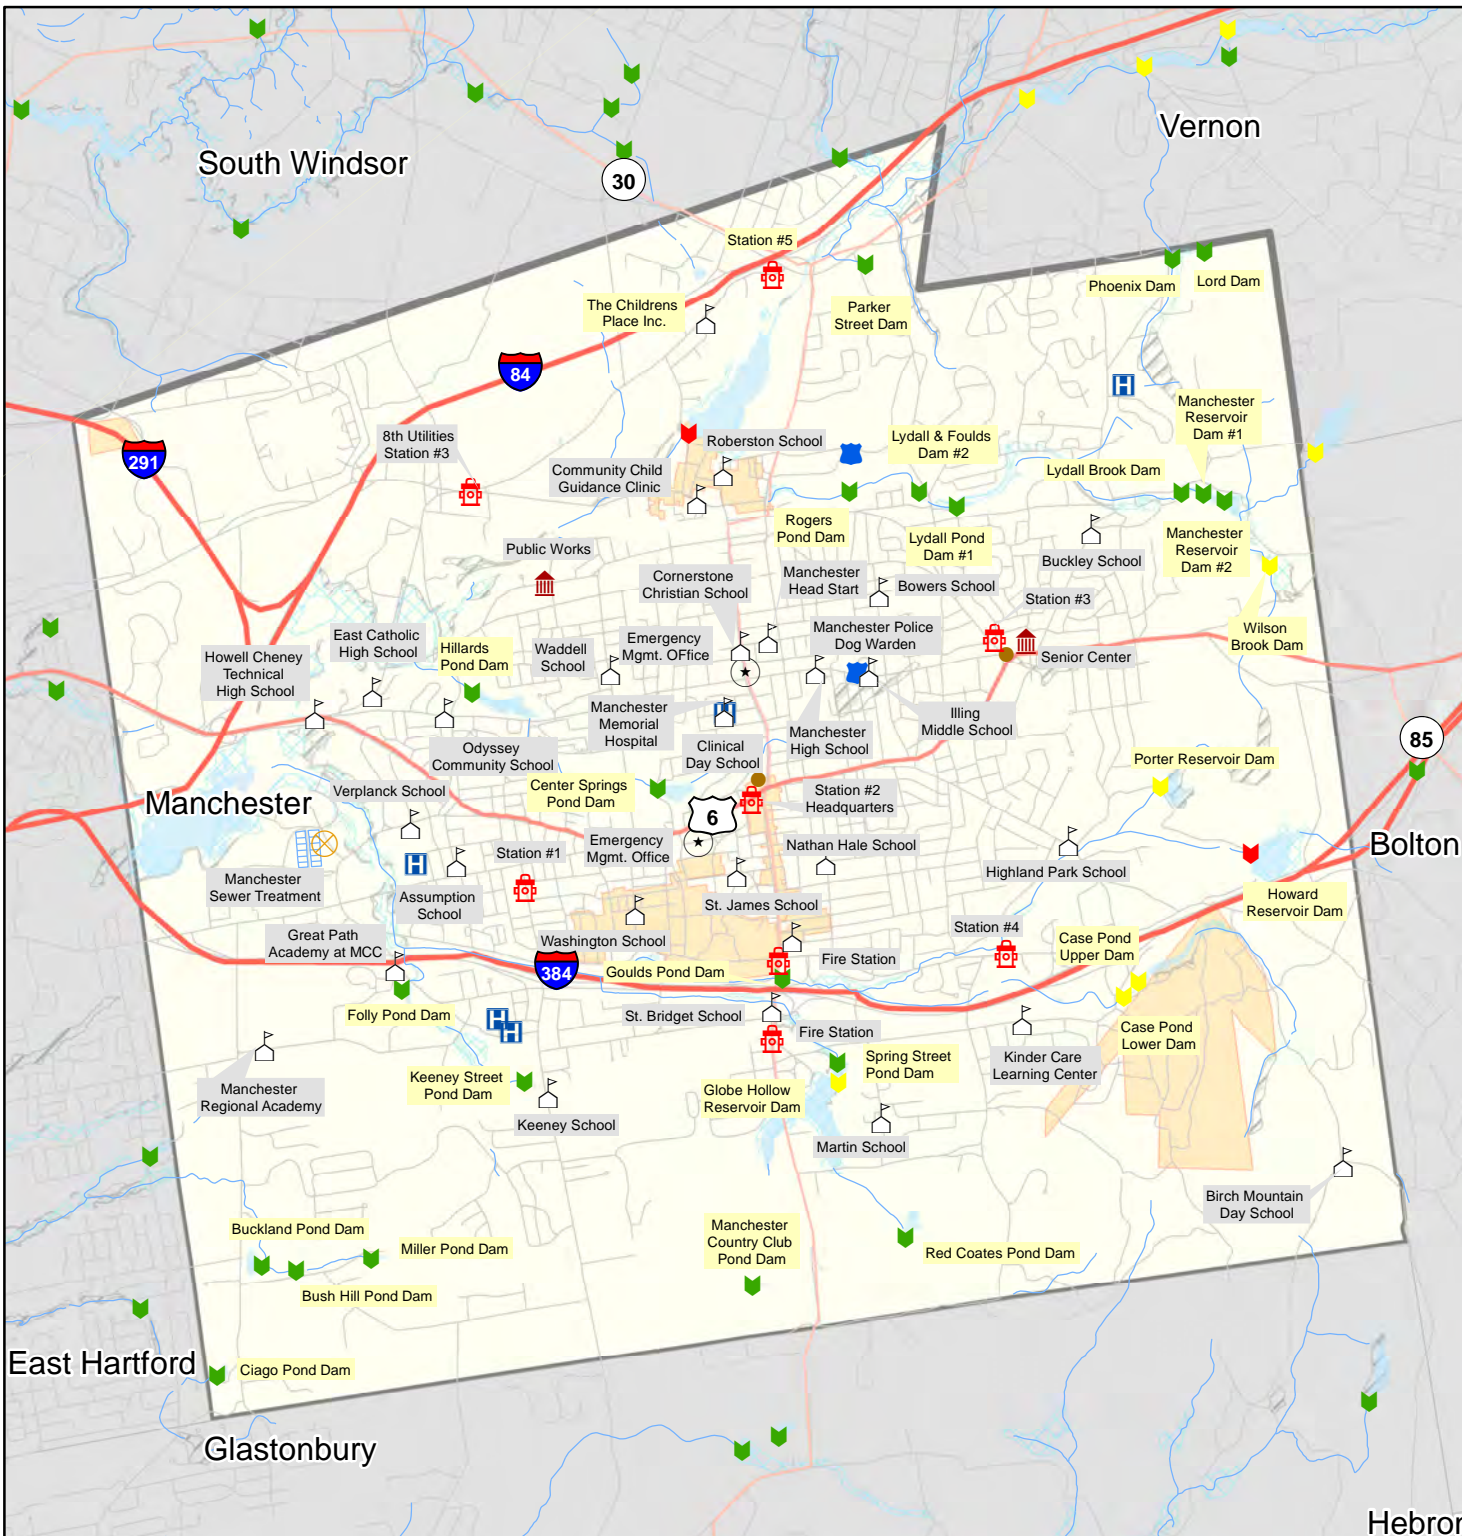 Vernon
South Windsor
30
Station #5
Phoenix Dam
Lord Dam
The Childrens
Place Inc.
Parker
Street Dam
84
291
8th Utilities
Station #3
Community Child
Guidance Clinic
Roberston School
Lydall & Foulds
Dam #2
Manchester
Reservoir
Dam #1
Lydall Brook Dam
Rogers
Pond Dam
Lydall Pond
Dam #1
Buckley School
Manchester
Reservoir
Dam #2
Public Works
Cornerstone
Christian School
Manchester
Head Start
Bowers School
Station #3
Wilson
Brook Dam
Howell Cheney
Technical
High School
East Catholic
High School
Hillards
Pond Dam
Waddell
School
Emergency
Mgmt. OFfice
Manchester Police
Dog Warden
Senior Center
Manchester
Memorial
Hospital
H
Clinical
Day School
Manchester
High School
Illing
Middle School
85
Odyssey
Community School
Center Springs
Pond Dam
Porter Reservoir Dam
Manchester
Verplanck School
Station #2
Headquarters
6
Emergency
Mgmt. Office
Nathan Hale School
Bolton
Station #1
Highland Park School
Manchester
Sewer Treatment
H
Assumption
School
St. James School
Howard
Reservoir Dam
Great Path
Academy at MCC
Washington School
Station #4
Case Pond
Upper Dam
384
Goulds Pond Dam
Fire Station
Folly Pond Dam
H
H
St. Bridget School
Fire Station
Kinder Care
Learning Center
Case Pond
Lower Dam
Manchester
Regional Academy
Keeney Street
Pond Dam
Keeney School
Globe Hollow
Reservoir Dam
Spring Street
Pond Dam
Martin School
Birch Mountain
Day School
Buckland Pond Dam
Miller Pond Dam
Bush Hill Pond Dam
Manchester
Country Club
Pond Dam
Red Coates Pond Dam
East Hartford
Ciago Pond Dam
Glastonbury
Hebron
H